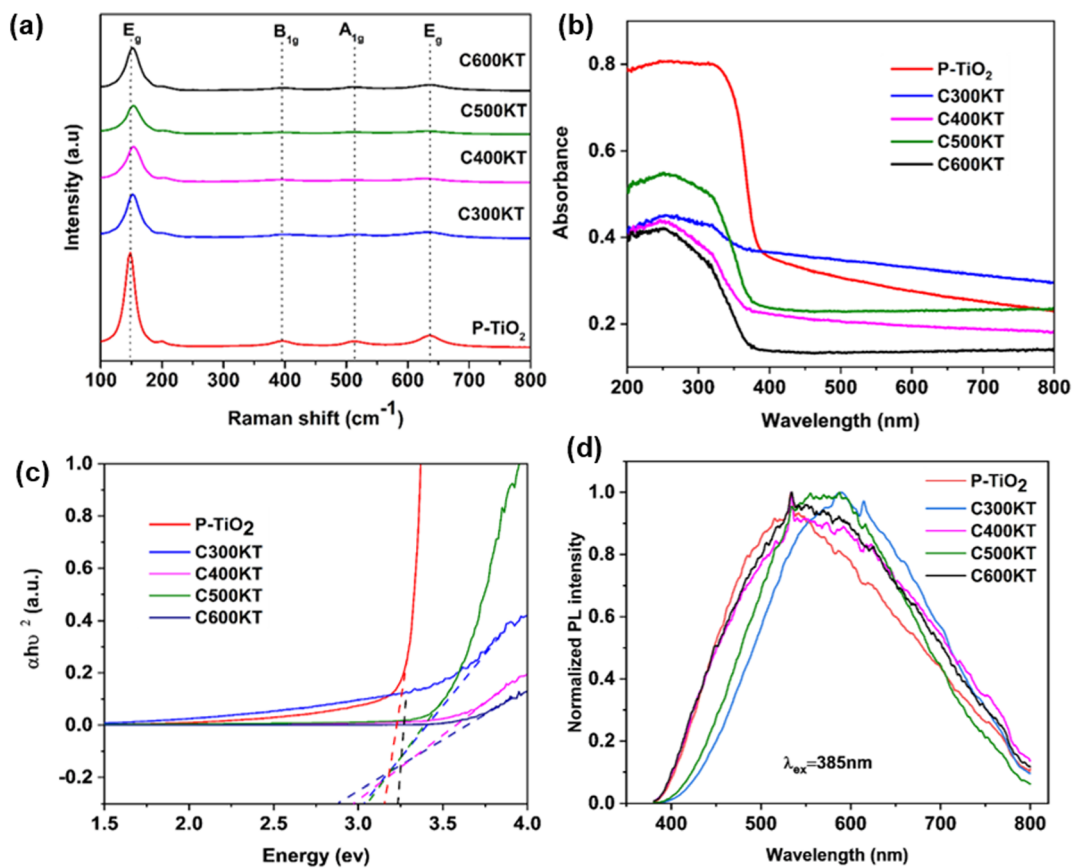 (a)
E_g
B_1g
A_1g
E_g
C600KT
C500KT
C400KT
C300KT
P-TiO₂
Intensity (a.u)
100 200 300 400 500 600 700 800
Raman shift (cm⁻¹)
(b)
0.8
0.6
0.4
0.2
Absorbance
P-TiO₂
C300KT
C400KT
C500KT
C600KT
200 300 400 500 600 700 800
Wavelength (nm)
(c)
1.0
0.8
0.6
0.4
0.2
0.0
-0.2
αhυ ² (a.u.)
P-TiO₂
C300KT
C400KT
C500KT
C600KT
1.5 2.0 2.5 3.0 3.5 4.0
Energy (ev)
(d)
1.0
0.8
0.6
0.4
0.2
0.0
Normalized PL intensity
P-TiO₂
C300KT
C400KT
C500KT
C600KT
λ_ex=385nm
400 500 600 700 800
Wavelength (nm)